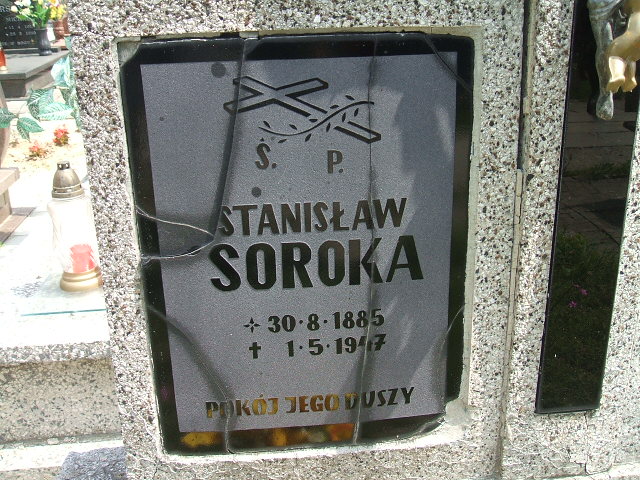 Ś. P.
STANISŁAW
SOROKA
30·8·1885
† 1·5·1947
POKÓJ JEGO DUSZY